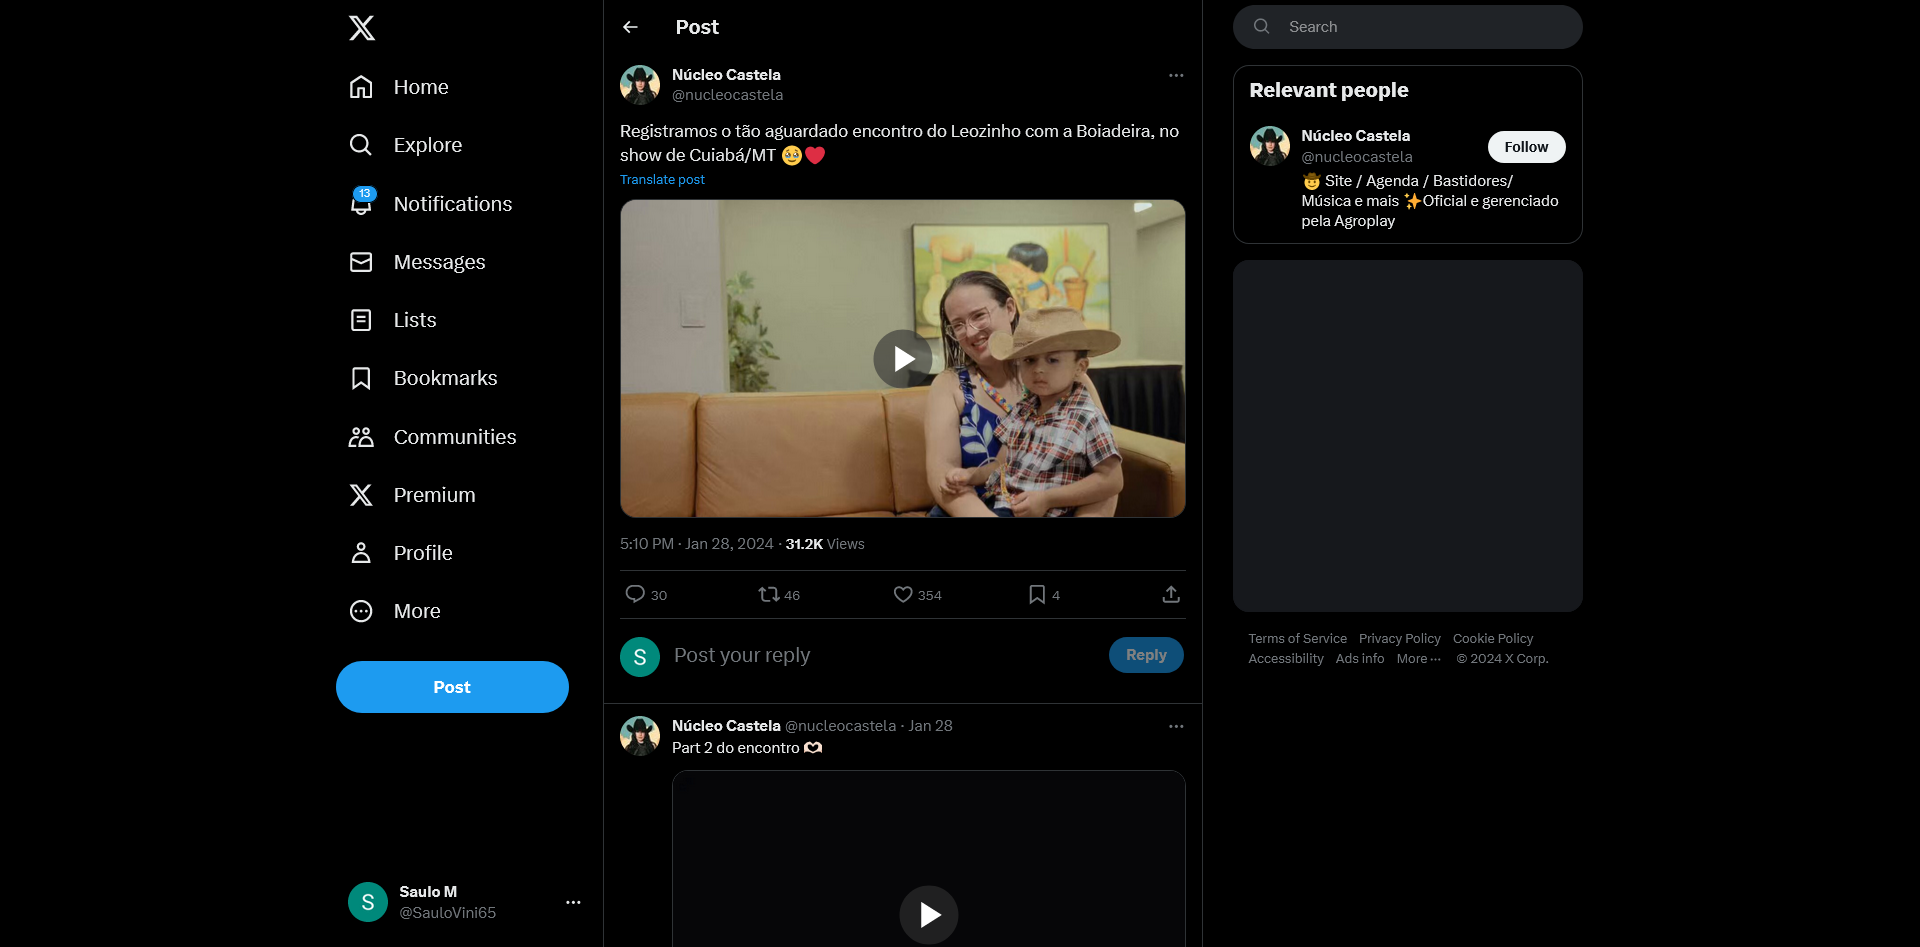 Home
Explore
13
Notifications
Messages
Lists
Bookmarks
Communities
Premium
Profile
More
Post
Saulo M
@SauloVini65
Post
Núcleo Castela
@nucleocastela
Registramos o tão aguardado encontro do Leozinho com a Boiadeira, no
show de Cuiabá/MT 🥹❤️
Translate post
5:10 PM · Jan 28, 2024 · 31.2K Views
30 46 354 4
S
Post your reply
Reply
Núcleo Castela @nucleocastela · Jan 28
Part 2 do encontro 🫶🏻
Search
Relevant people
Núcleo Castela
@nucleocastela
Follow
🤠 Site / Agenda / Bastidores/
Música e mais ✨Oficial e gerenciado
pela Agroplay
Terms of Service Privacy Policy Cookie Policy
Accessibility Ads info More ··· © 2024 X Corp.
S